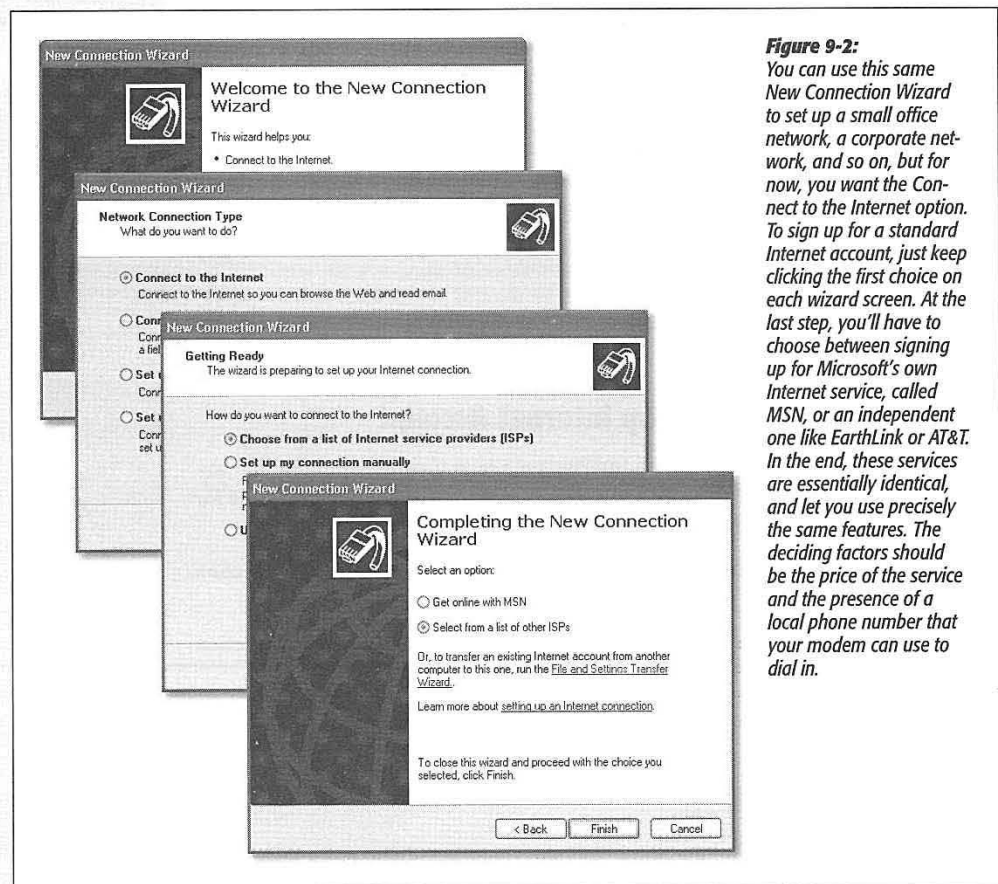 New Connection Wizard
Welcome to the New Connection
Wizard
This wizard helps you:
• Connect to the Internet.
New Connection Wizard
Network Connection Type
What do you want to do?
Connect to the Internet
Connect to the Internet so you can browse the Web and read email.
Conn
Conn
a fiel
Set u
Conn
Set u
Conn
set u
New Connection Wizard
Getting Ready
The wizard is preparing to set up your Internet connection.
How do you want to connect to the Internet?
Choose from a list of Internet service providers (ISPs)
Set up my connection manually
U
New Connection Wizard
Completing the New Connection
Wizard
Select an option:
Get online with MSN
Select from a list of other ISPs
Or, to transfer an existing Internet account from another
computer to this one, run the File and Settings Transfer
Wizard.
Learn more about setting up an Internet connection.
To close this wizard and proceed with the choice you
selected, click Finish.
< Back Finish Cancel
Figure 9-2:
You can use this same
New Connection Wizard
to set up a small office
network, a corporate net-
work, and so on, but for
now, you want the Con-
nect to the Internet option.
To sign up for a standard
Internet account, just keep
clicking the first choice on
each wizard screen. At the
last step, you'll have to
choose between signing
up for Microsoft's own
Internet service, called
MSN, or an independent
one like EarthLink or AT&T.
In the end, these services
are essentially identical,
and let you use precisely
the same features. The
deciding factors should
be the price of the service
and the presence of a
local phone number that
your modem can use to
dial in.